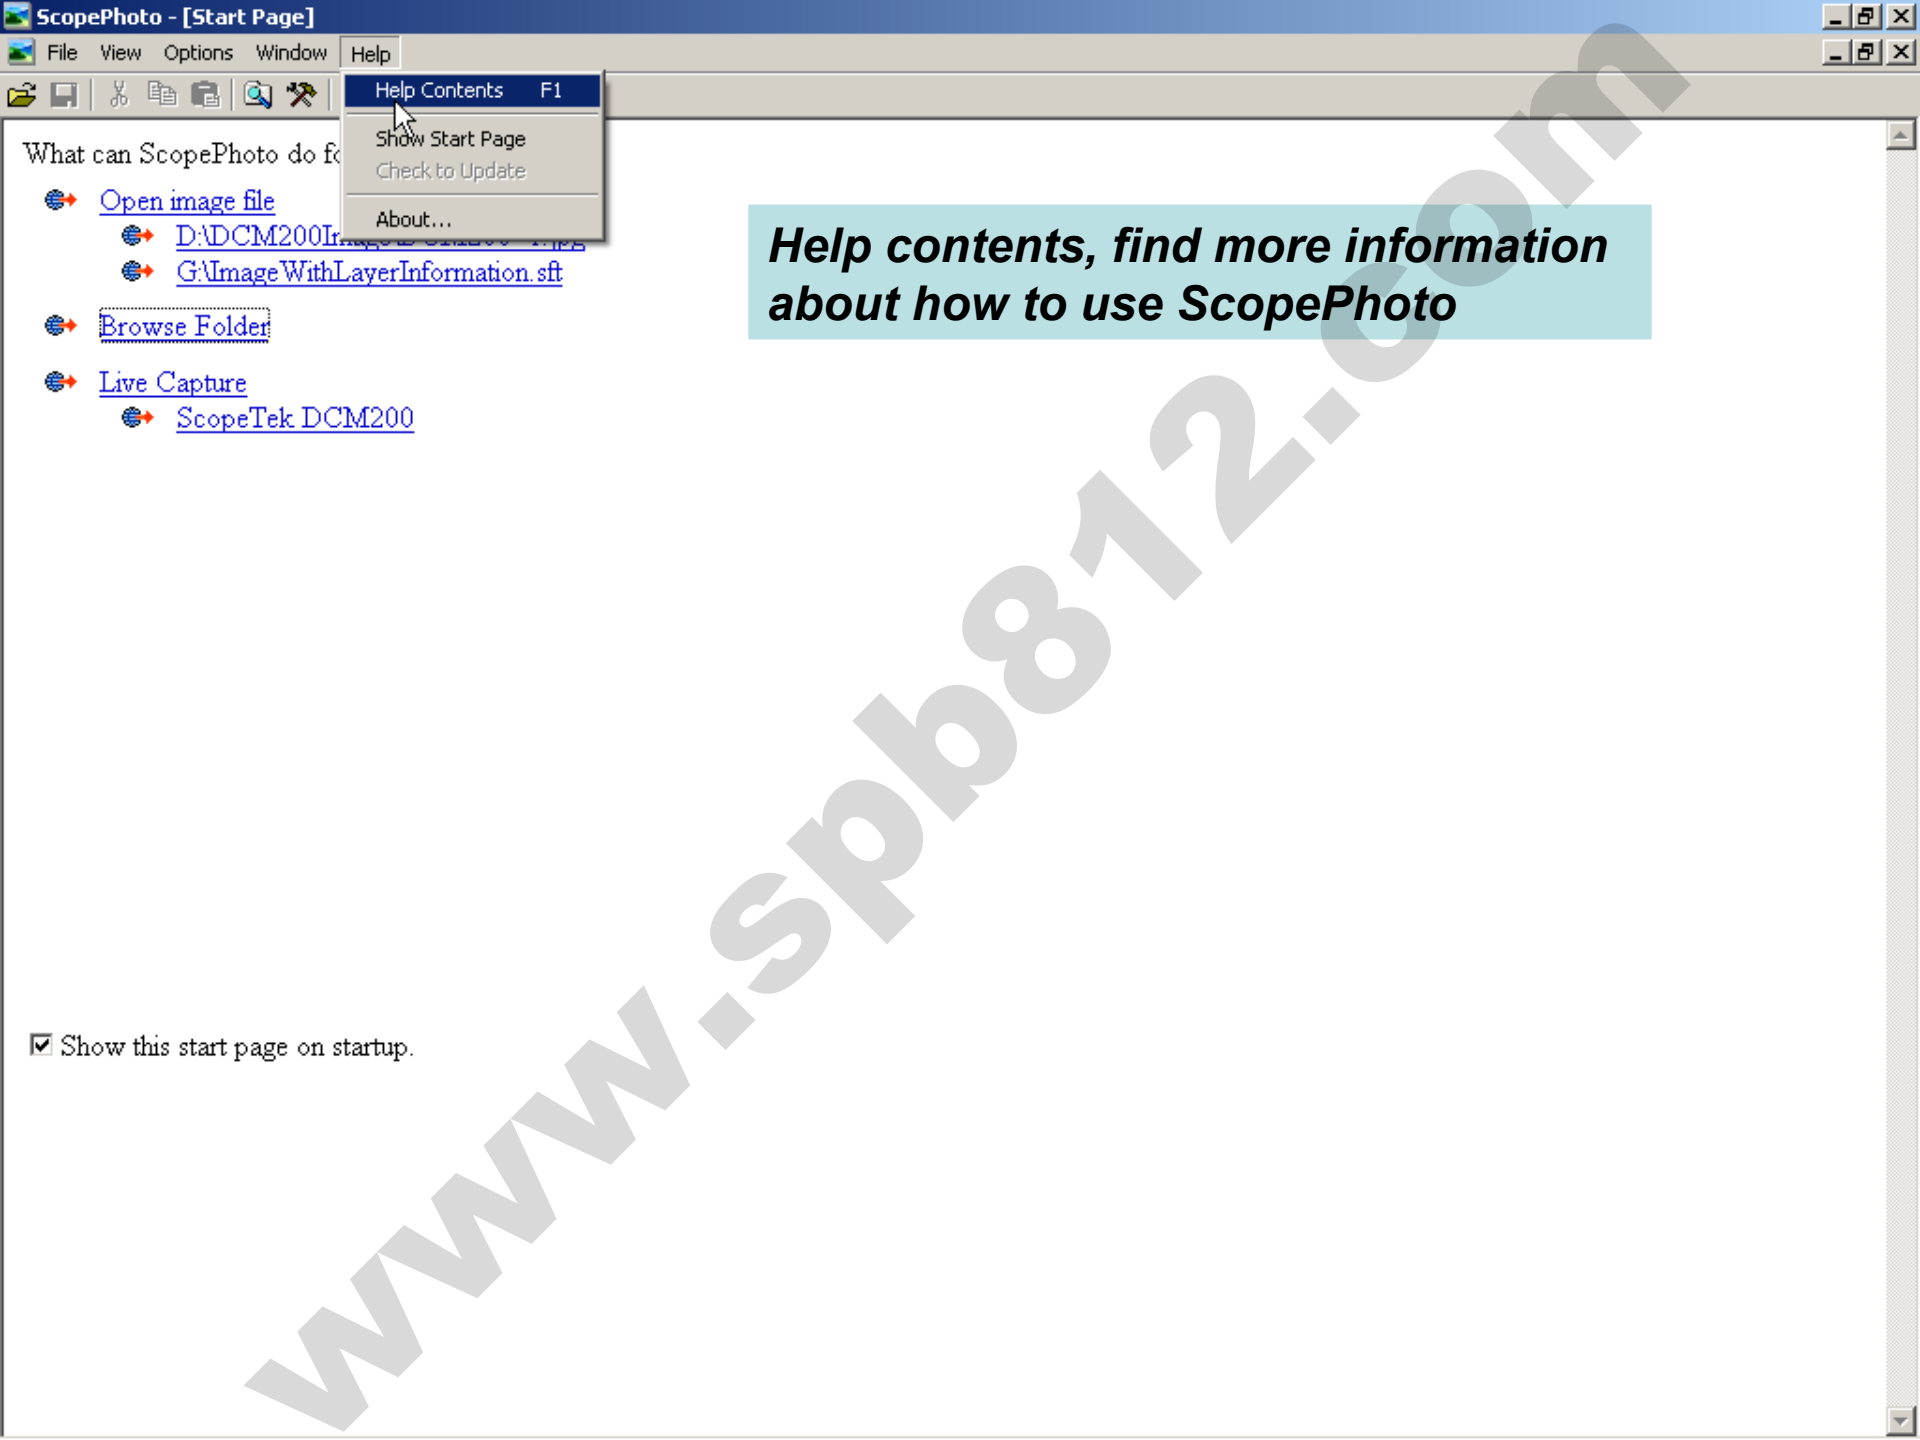 ScopePhoto - [Start Page]
File View Options Window Help
Help Contents F1
Show Start Page
Check to Update
About...
What can ScopePhoto do
Open image file
G:\ImageWithLayerInformation.sft
Browse Folder
Live Capture
ScopeTek DCM200
Help contents, find more information
about how to use ScopePhoto
Show this start page on startup.
www.spb812.com